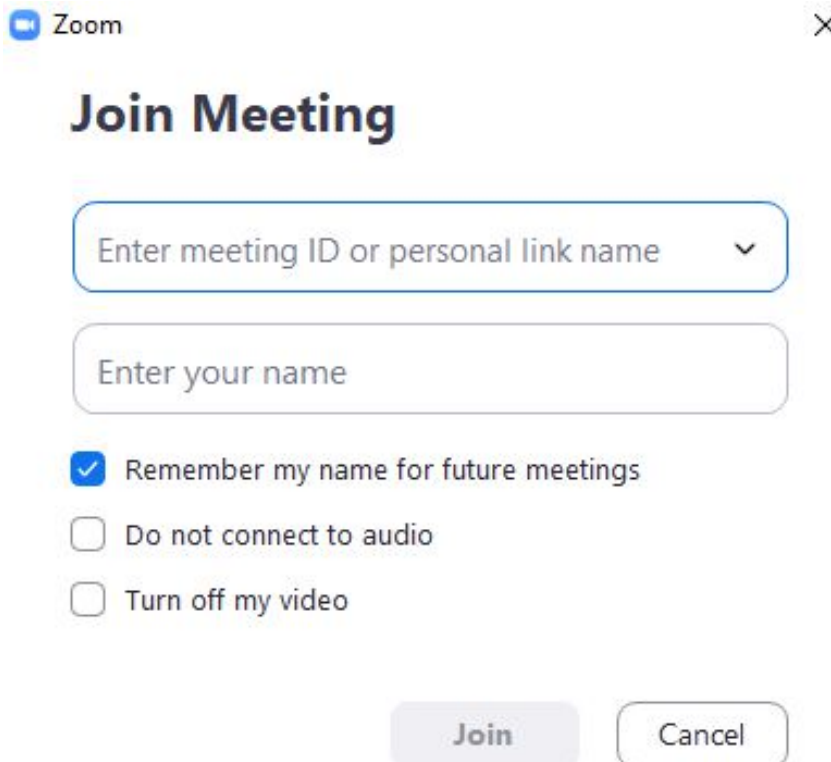 Zoom
Join Meeting
Enter meeting ID or personal link name
Enter your name
Remember my name for future meetings
Do not connect to audio
Turn off my video
Join Cancel